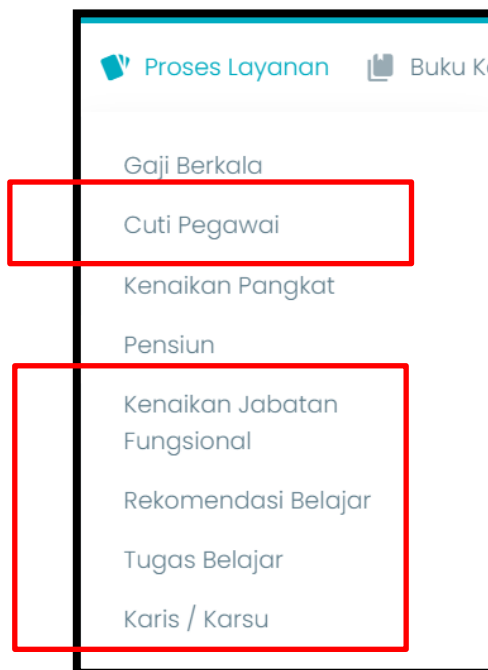 Proses Layanan Buku
Gaji Berkala
Cuti Pegawai
Kenaikan Pangkat
Pensiun
Kenaikan Jabatan
Fungsional
Rekomendasi Belajar
Tugas Belajar
Karis / Karsu